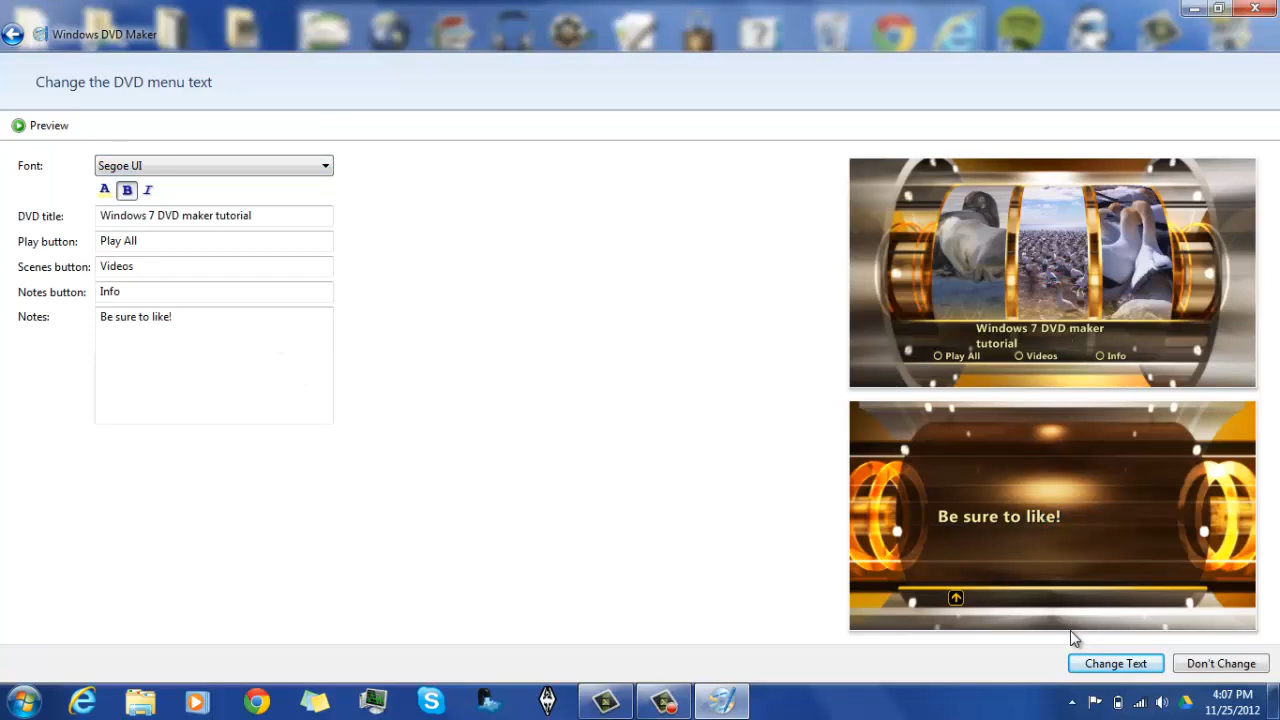 Windows DVD Maker
Change the DVD menu text
Preview
Font: Segoe UI
A B I
DVD title: Windows 7 DVD maker tutorial
Play button: Play All
Scenes button: Videos
Notes button: Info
Notes: Be sure to like!
Windows 7 DVD maker
tutorial
Play All Videos Info
Be sure to like!
Change Text Don't Change
4:07 PM
11/25/2012